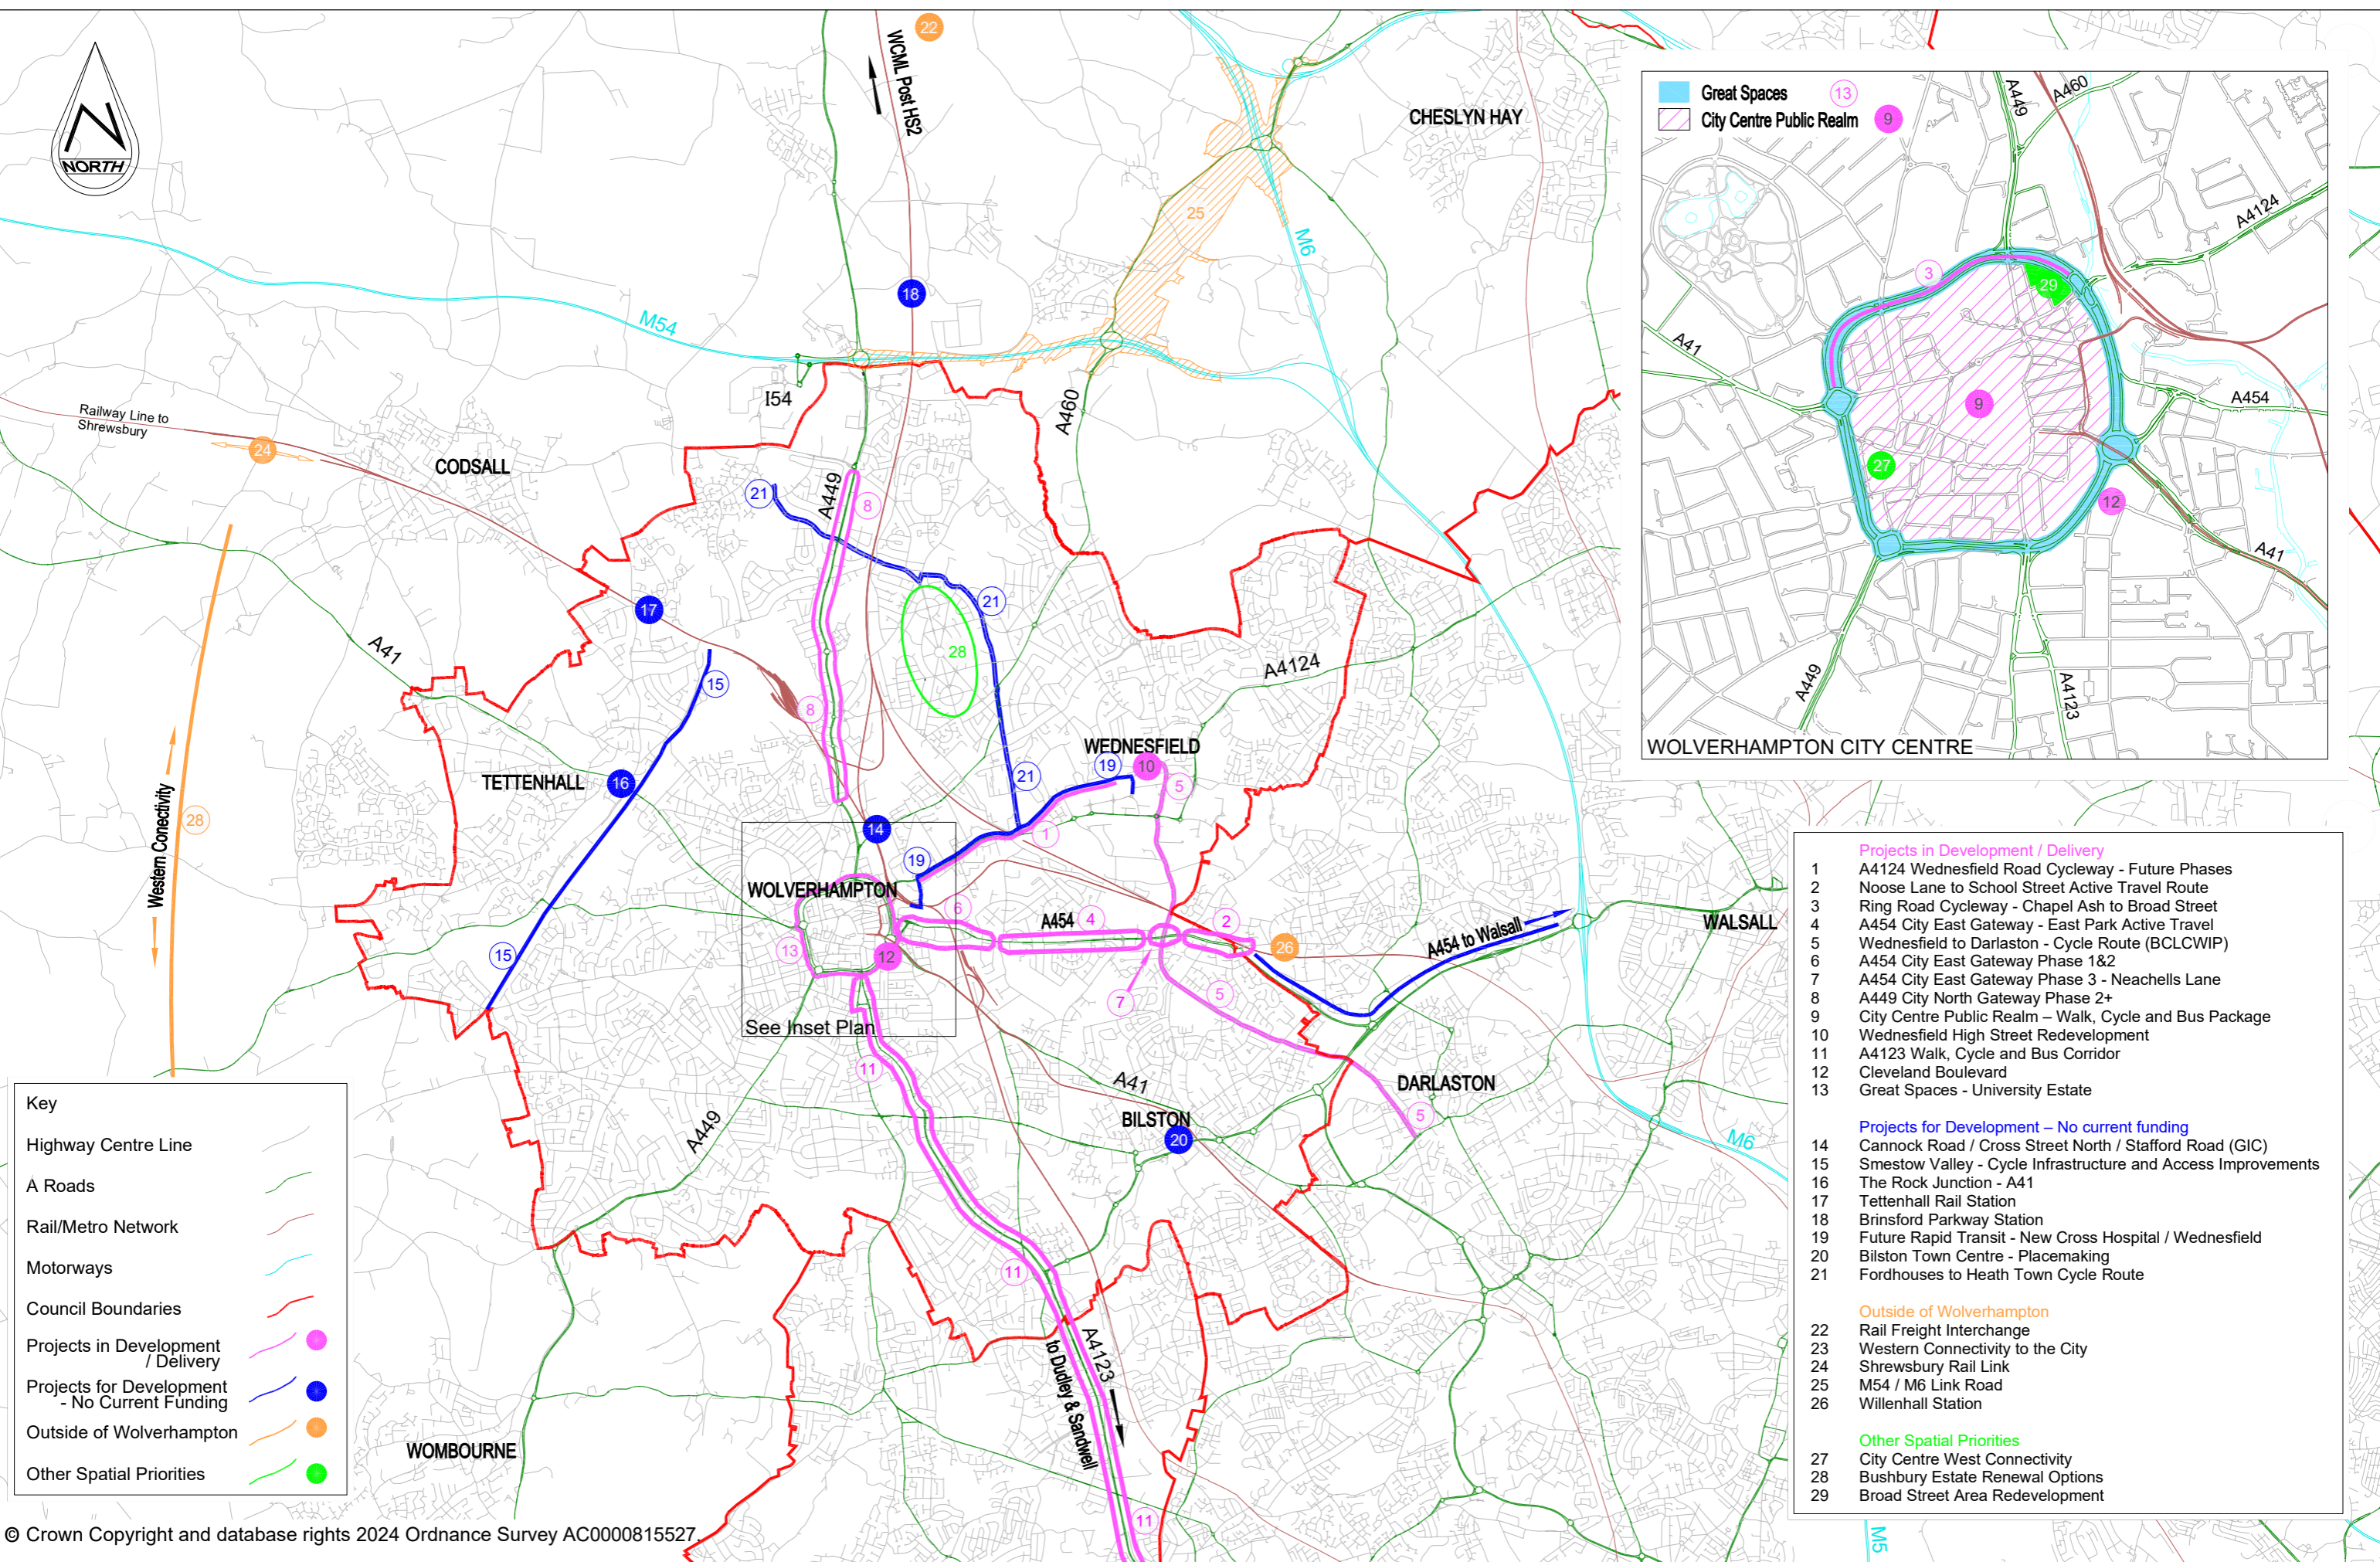 22
WCML Post HS2
NORTH
CHESLYN HAY
25
M6
18
M54
I54
A460
Railway Line to
Shrewsbury
24
CODSALL
21
A449
8
17
21
28
A41
15
8
A4124
WEDNESFIELD
10
19
21
5
TETTENHALL
16
14
1
28
Western Conectivity
19
WOLVERHAMPTON
6
A454
4
2
26
A454 to Walsall
WALSALL
13
12
15
7
5
See Inset Plan
11
A41
DARLASTON
BILSTON
20
5
A449
M6
11
A4123
to Dudley & Sandwell
WOMBOURNE
11
M5
Great Spaces 13
City Centre Public Realm 9
A449
A460
A4124
3
29
A41
9
A454
27
12
A41
A449
A4123
WOLVERHAMPTON CITY CENTRE
Projects in Development / Delivery
1 A4124 Wednesfield Road Cycleway - Future Phases
2 Noose Lane to School Street Active Travel Route
3 Ring Road Cycleway - Chapel Ash to Broad Street
4 A454 City East Gateway - East Park Active Travel
5 Wednesfield to Darlaston - Cycle Route (BCLCWIP)
6 A454 City East Gateway Phase 1&2
7 A454 City East Gateway Phase 3 - Neachells Lane
8 A449 City North Gateway Phase 2+
9 City Centre Public Realm – Walk, Cycle and Bus Package
10 Wednesfield High Street Redevelopment
11 A4123 Walk, Cycle and Bus Corridor
12 Cleveland Boulevard
13 Great Spaces - University Estate
Projects for Development – No current funding
14 Cannock Road / Cross Street North / Stafford Road (GIC)
15 Smestow Valley - Cycle Infrastructure and Access Improvements
16 The Rock Junction - A41
17 Tettenhall Rail Station
18 Brinsford Parkway Station
19 Future Rapid Transit - New Cross Hospital / Wednesfield
20 Bilston Town Centre - Placemaking
21 Fordhouses to Heath Town Cycle Route
Outside of Wolverhampton
22 Rail Freight Interchange
23 Western Connectivity to the City
24 Shrewsbury Rail Link
25 M54 / M6 Link Road
26 Willenhall Station
Other Spatial Priorities
27 City Centre West Connectivity
28 Bushbury Estate Renewal Options
29 Broad Street Area Redevelopment
Key
Highway Centre Line
A Roads
Rail/Metro Network
Motorways
Council Boundaries
Projects in Development
/ Delivery
Projects for Development
- No Current Funding
Outside of Wolverhampton
Other Spatial Priorities
© Crown Copyright and database rights 2024 Ordnance Survey AC0000815527.